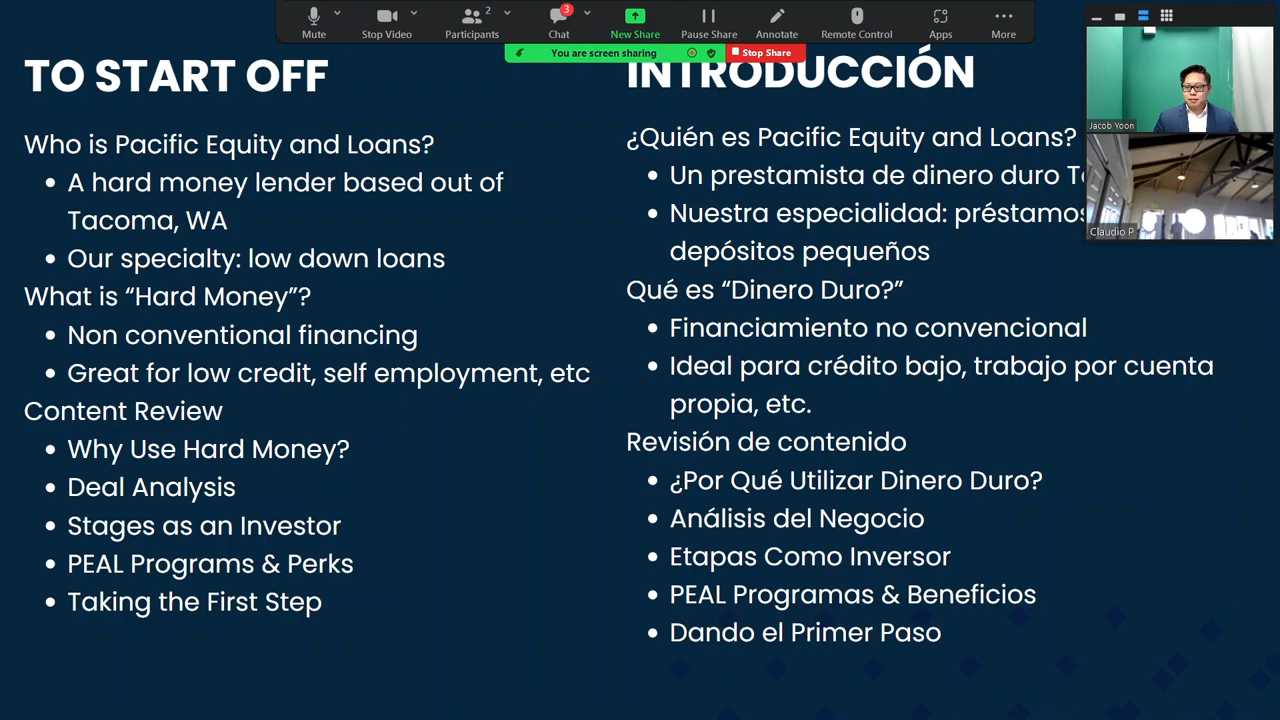 Mute
Stop Video
Participants
2
Chat
3
New Share
Pause Share
Annotate
Remote Control
Apps
More
You are screen sharing
Stop Share
TO START OFF
Who is Pacific Equity and Loans?
A hard money lender based out of
Tacoma, WA
Our specialty: low down loans
What is “Hard Money”?
Non conventional financing
Great for low credit, self employment, etc
Content Review
Why Use Hard Money?
Deal Analysis
Stages as an Investor
PEAL Programs & Perks
Taking the First Step
INTRODUCCIÓN
¿Quién es Pacific Equity and Loans?
Un prestamista de dinero duro
Nuestra especialidad: préstamos
depósitos pequeños
Qué es “Dinero Duro?”
Financiamiento no convencional
Ideal para crédito bajo, trabajo por cuenta
propia, etc.
Revisión de contenido
¿Por Qué Utilizar Dinero Duro?
Análisis del Negocio
Etapas Como Inversor
PEAL Programas & Beneficios
Dando el Primer Paso
Jacob Yoon
Claudio P